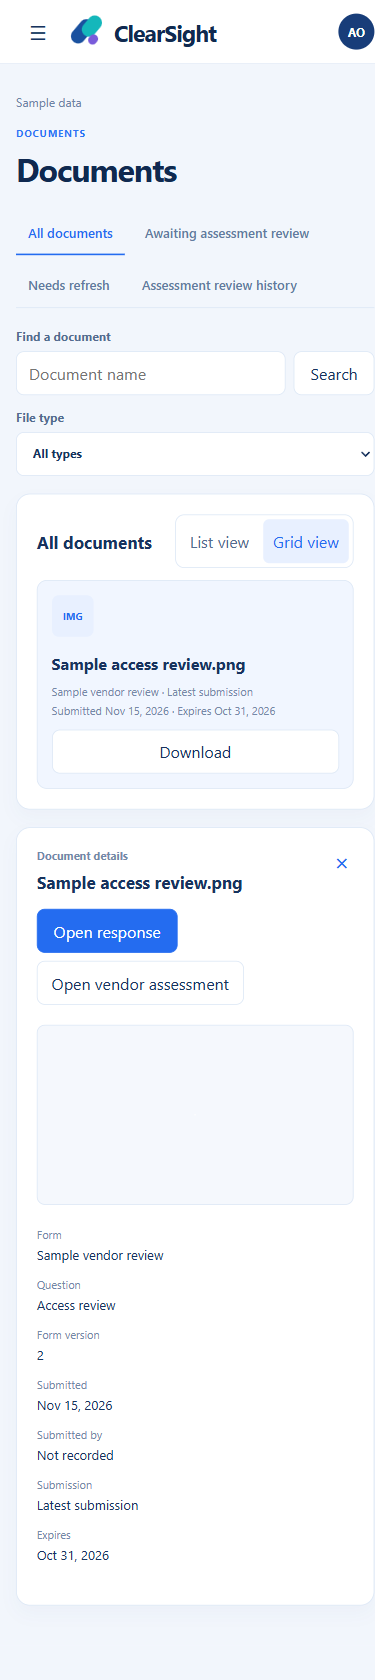 ClearSight
AO
Sample data
DOCUMENTS
Documents
All documents
Awaiting assessment review
Needs refresh
Assessment review history
Find a document
Document name
Search
File type
All types
All documents
List view
Grid view
IMG
Sample access review.png
Sample vendor review · Latest submission
Submitted Nov 15, 2026 · Expires Oct 31, 2026
Download
Document details
Sample access review.png
Open response
Open vendor assessment
Form
Sample vendor review
Question
Access review
Form version
2
Submitted
Nov 15, 2026
Submitted by
Not recorded
Submission
Latest submission
Expires
Oct 31, 2026